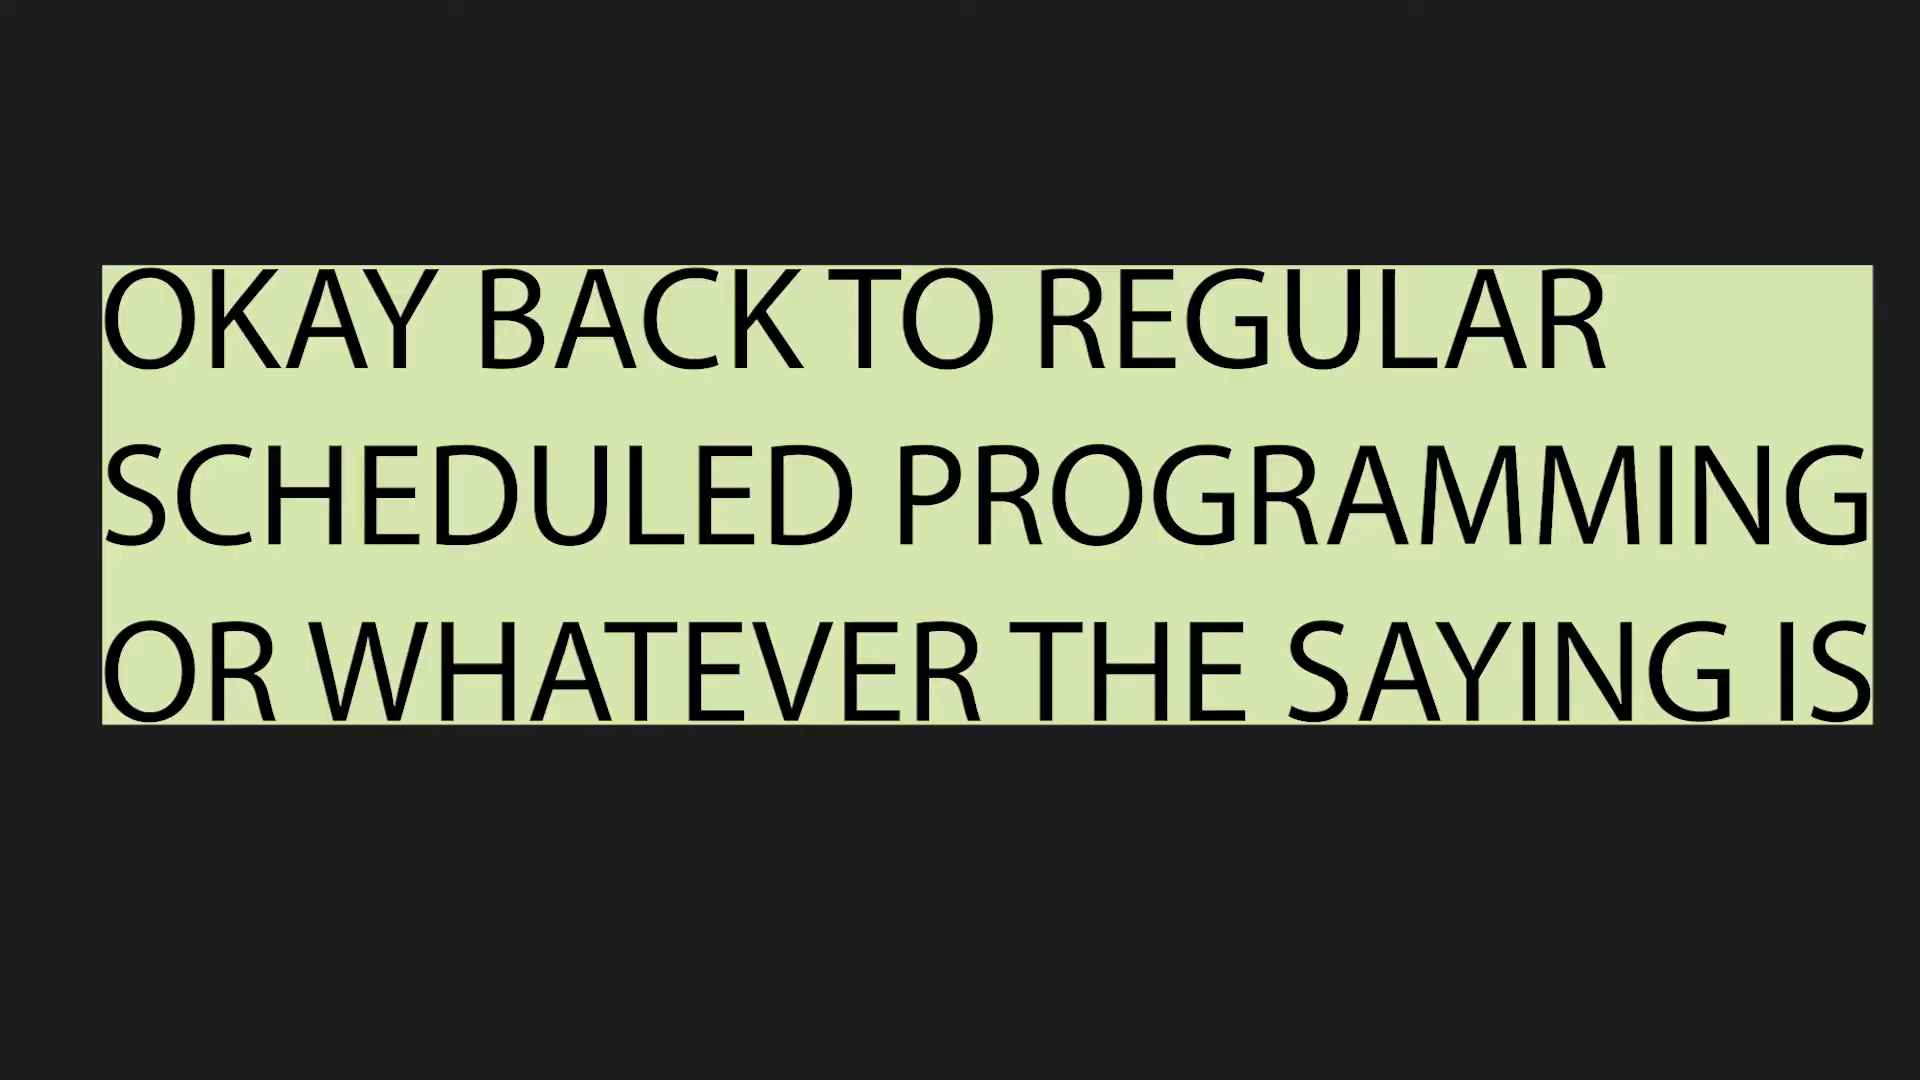 OKAY BACK TO REGULAR
SCHEDULED PROGRAMMING
OR WHATEVER THE SAYING IS